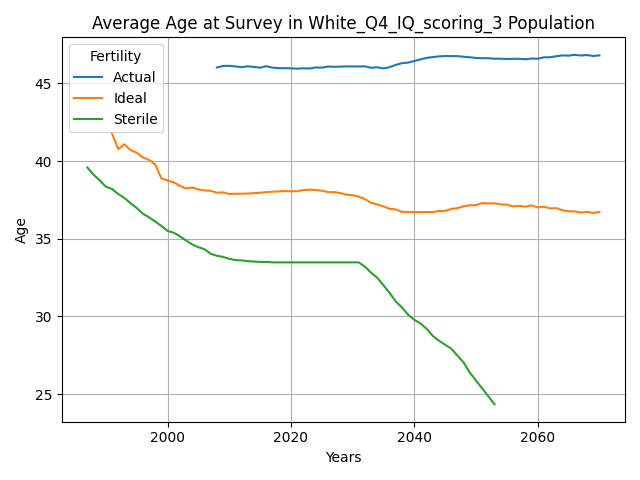 Average Age at Survey in White_Q4_IQ_scoring_3 Population
Fertility
Actual
Ideal
Sterile
45
40
35
30
25
Age
2000
2020
2040
2060
Years